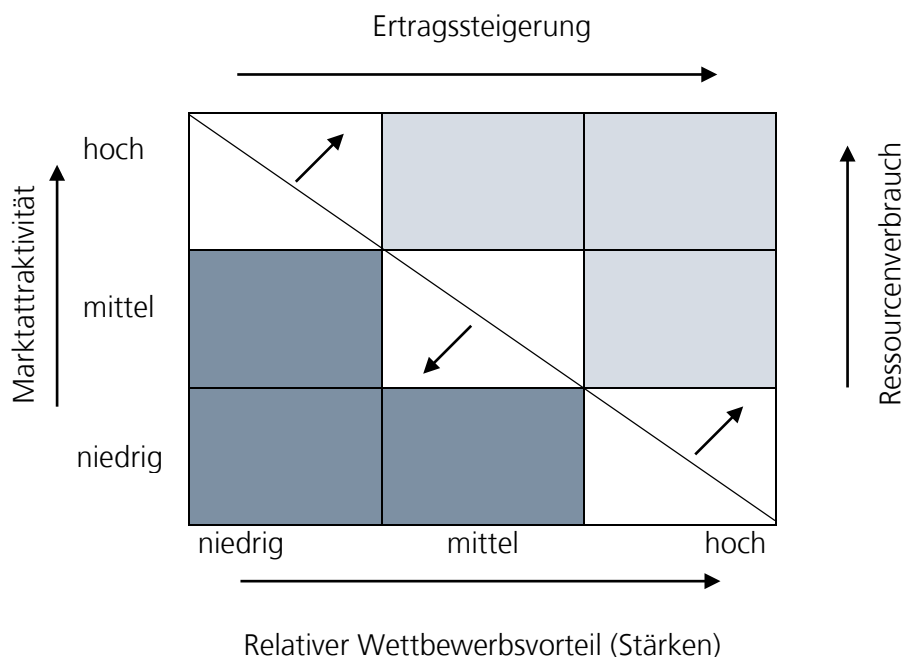 Ertragssteigerung
hoch
mittel
niedrig
Marktattraktivität
Ressourcenverbrauch
niedrig mittel hoch
Relativer Wettbewerbsvorteil (Stärken)